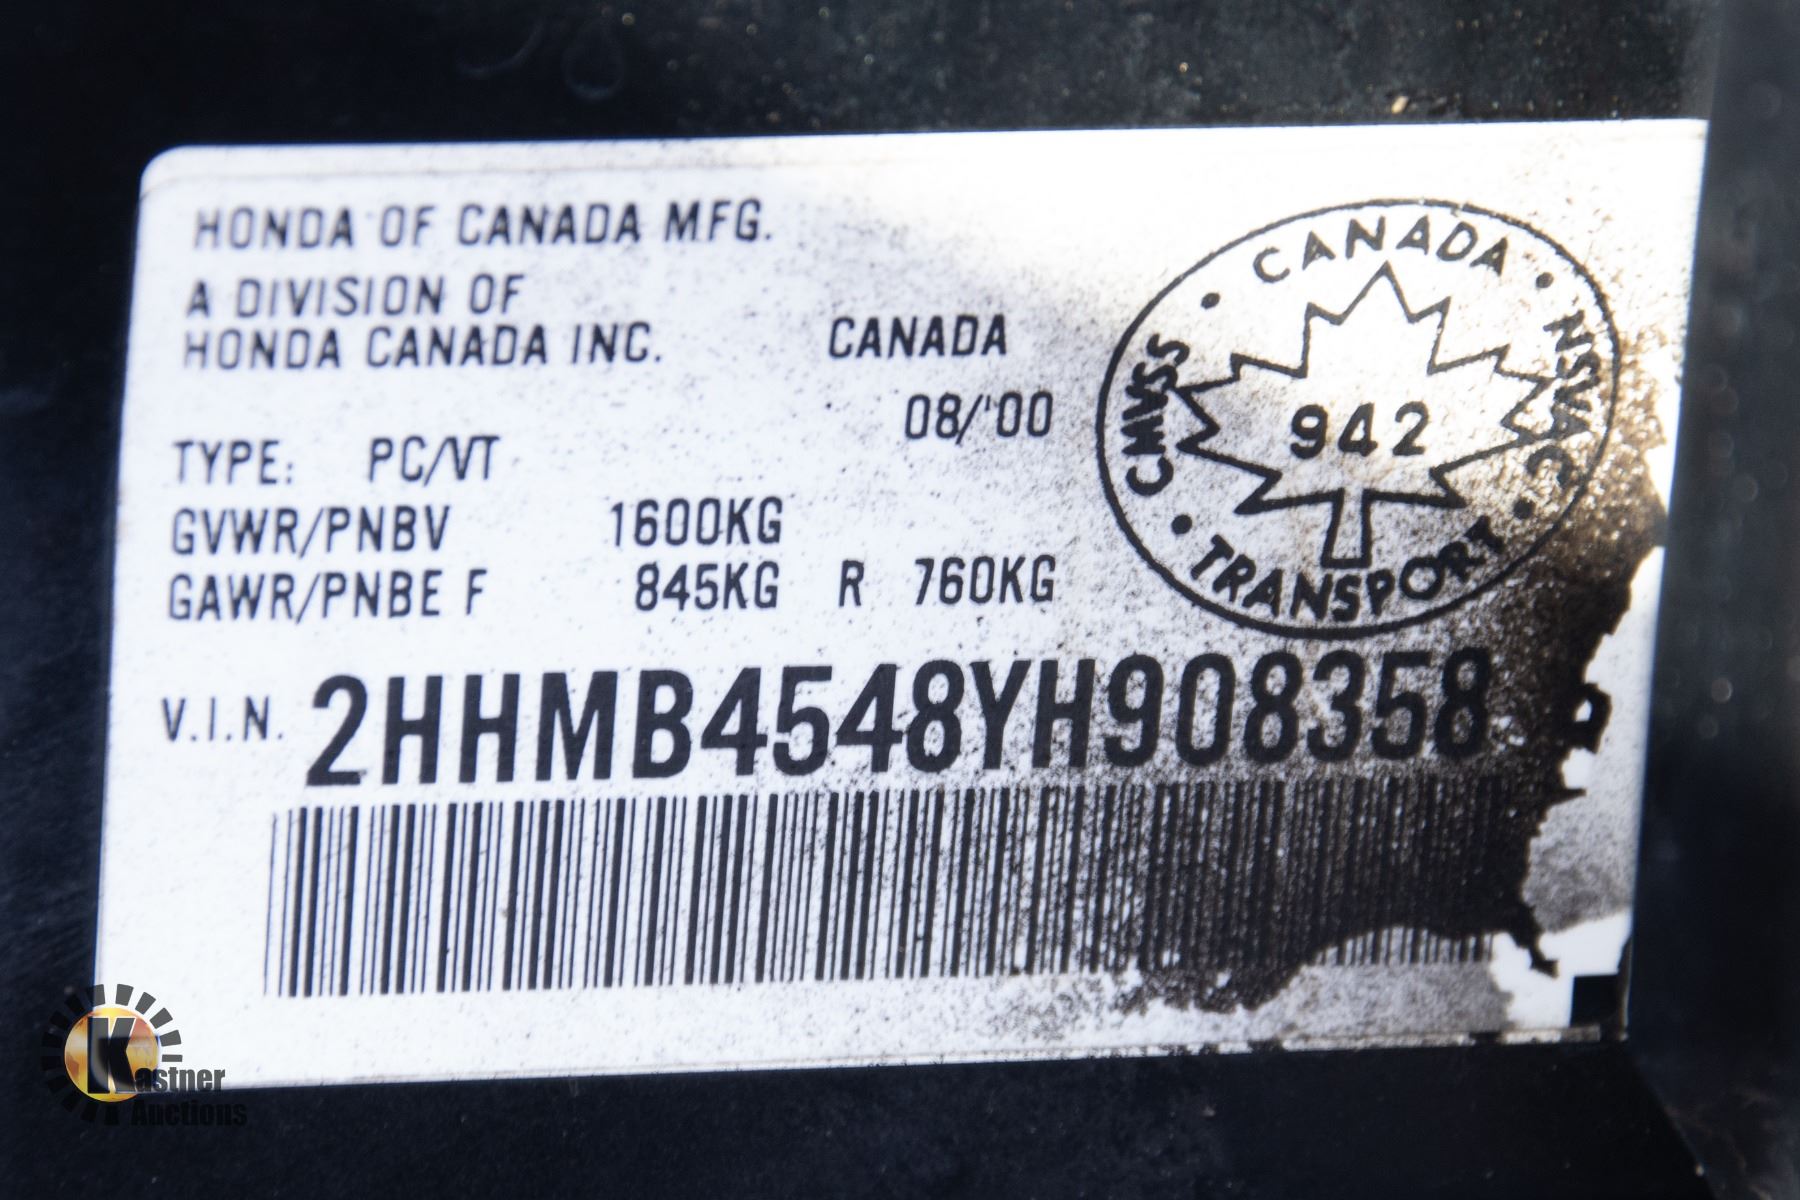 HONDA OF CANADA MFG.
A DIVISION OF
HONDA CANADA INC. CANADA
08/'00
TYPE: PC/VT
GVWR/PNBV 1600KG
GAWR/PNBE F 845KG R 760KG
V.I.N. 2HHMB4548YH908358
CANADA · NSVAC · TRANSPORT · CMVSS ·
942
Kastner
Auctions